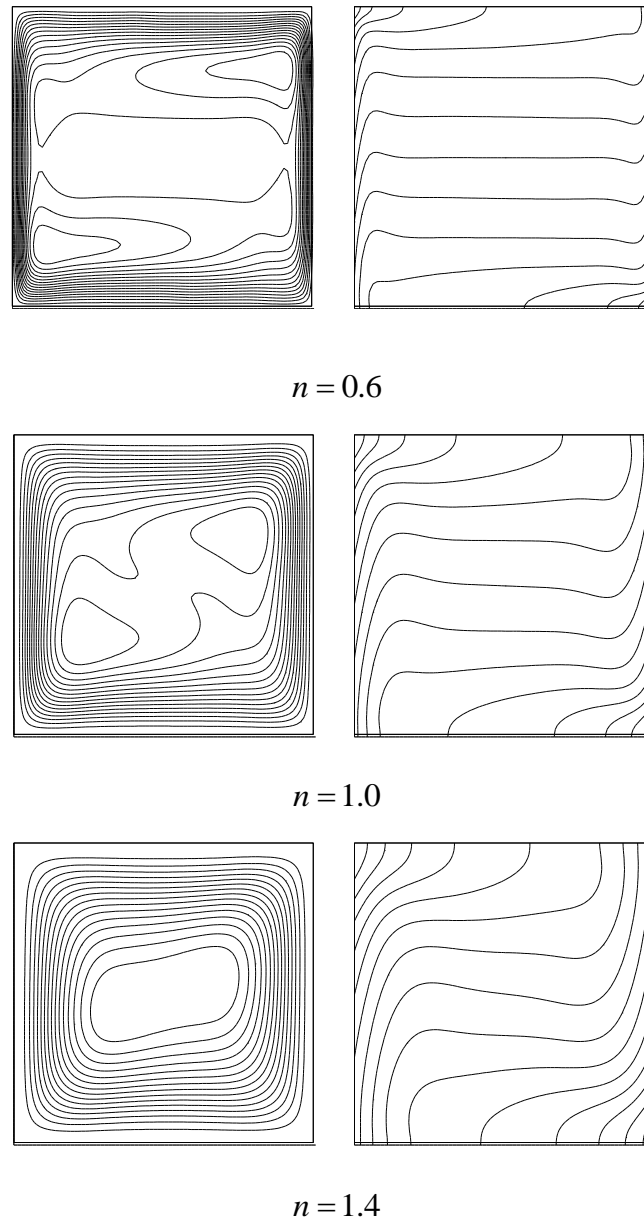 n = 0.6
n = 1.0
n = 1.4